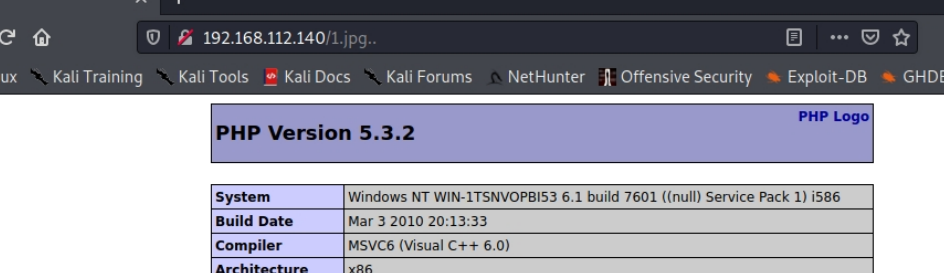 192.168.112.140/1.jpg..
ux Kali Training Kali Tools Kali Docs Kali Forums NetHunter Offensive Security Exploit-DB GHDB
PHP Logo
PHP Version 5.3.2
System Windows NT WIN-1TSNVOPBI53 6.1 build 7601 ((null) Service Pack 1) i586
Build Date Mar 3 2010 20:13:33
Compiler MSVC6 (Visual C++ 6.0)
Architecture x86